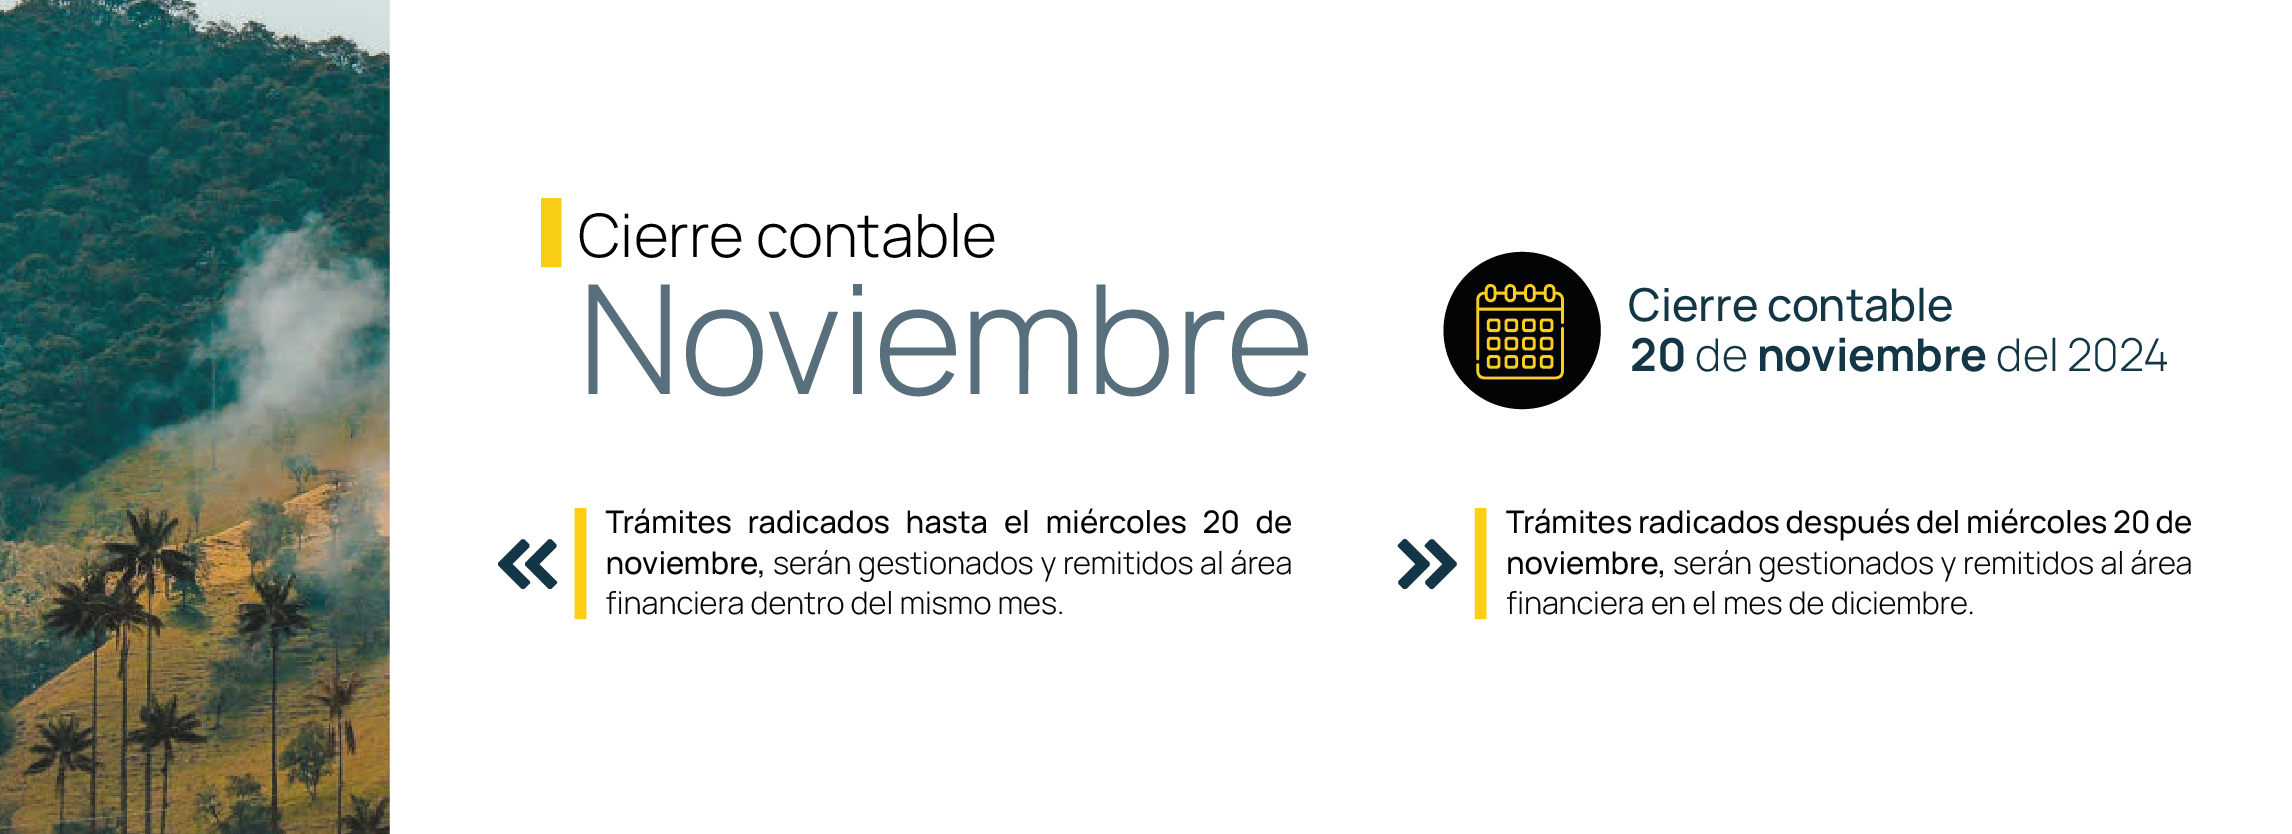 Cierre contable
Noviembre
Cierre contable
20 de noviembre del 2024
Trámites radicados hasta el miércoles 20 de
noviembre, serán gestionados y remitidos al área
financiera dentro del mismo mes.
Trámites radicados después del miércoles 20 de
noviembre, serán gestionados y remitidos al área
financiera en el mes de diciembre.